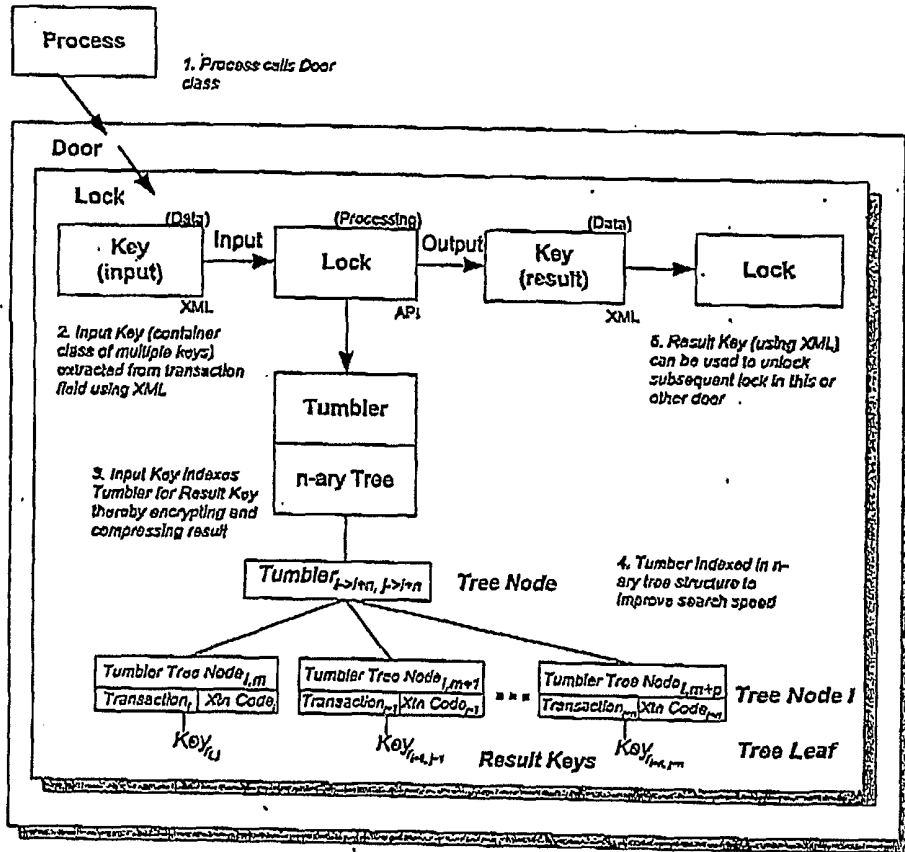 Process
1. Process calls Door
class
Door
Lock
(Data)
Key
(input)
XML
Input
(Processing)
Lock
API
Output
(Data)
Key
(result)
XML
Lock
2. Input Key (container
class of multiple keys)
extracted from transaction
field using XML
5. Result Key (using XML)
can be used to unlock
subsequent lock in this or
other door
Tumbler
n-ary Tree
3. Input Key Indexes
Tumbler for Result Key
thereby encrypting and
compressing result
4. Tumber indexed in n-
ary tree structure to
improve search speed
Tumbler i->i+n, j->i+n
Tree Node
Tumbler Tree Node l,m
Transaction i Xtn Code j
Tumbler Tree Node l,m+1
Transaction Xtn Code
Tumbler Tree Node l,m+p
Transaction Xtn Code
Tree Node l
Key
Key
Key
Result Keys
Tree Leaf